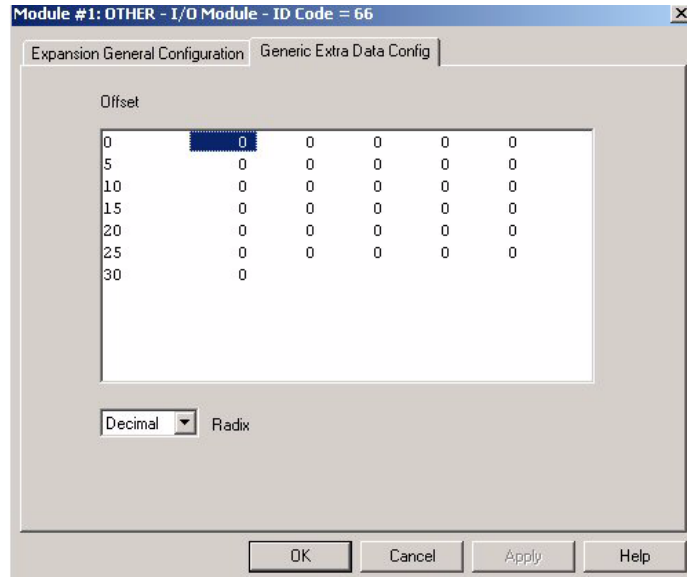 Module #1: OTHER - I/O Module - ID Code = 66
Expansion General Configuration Generic Extra Data Config
Offset
0 0 0 0 0 0
5 0 0 0 0 0
10 0 0 0 0 0
15 0 0 0 0 0
20 0 0 0 0 0
25 0 0 0 0 0
30 0
Decimal Radix
OK Cancel Apply Help